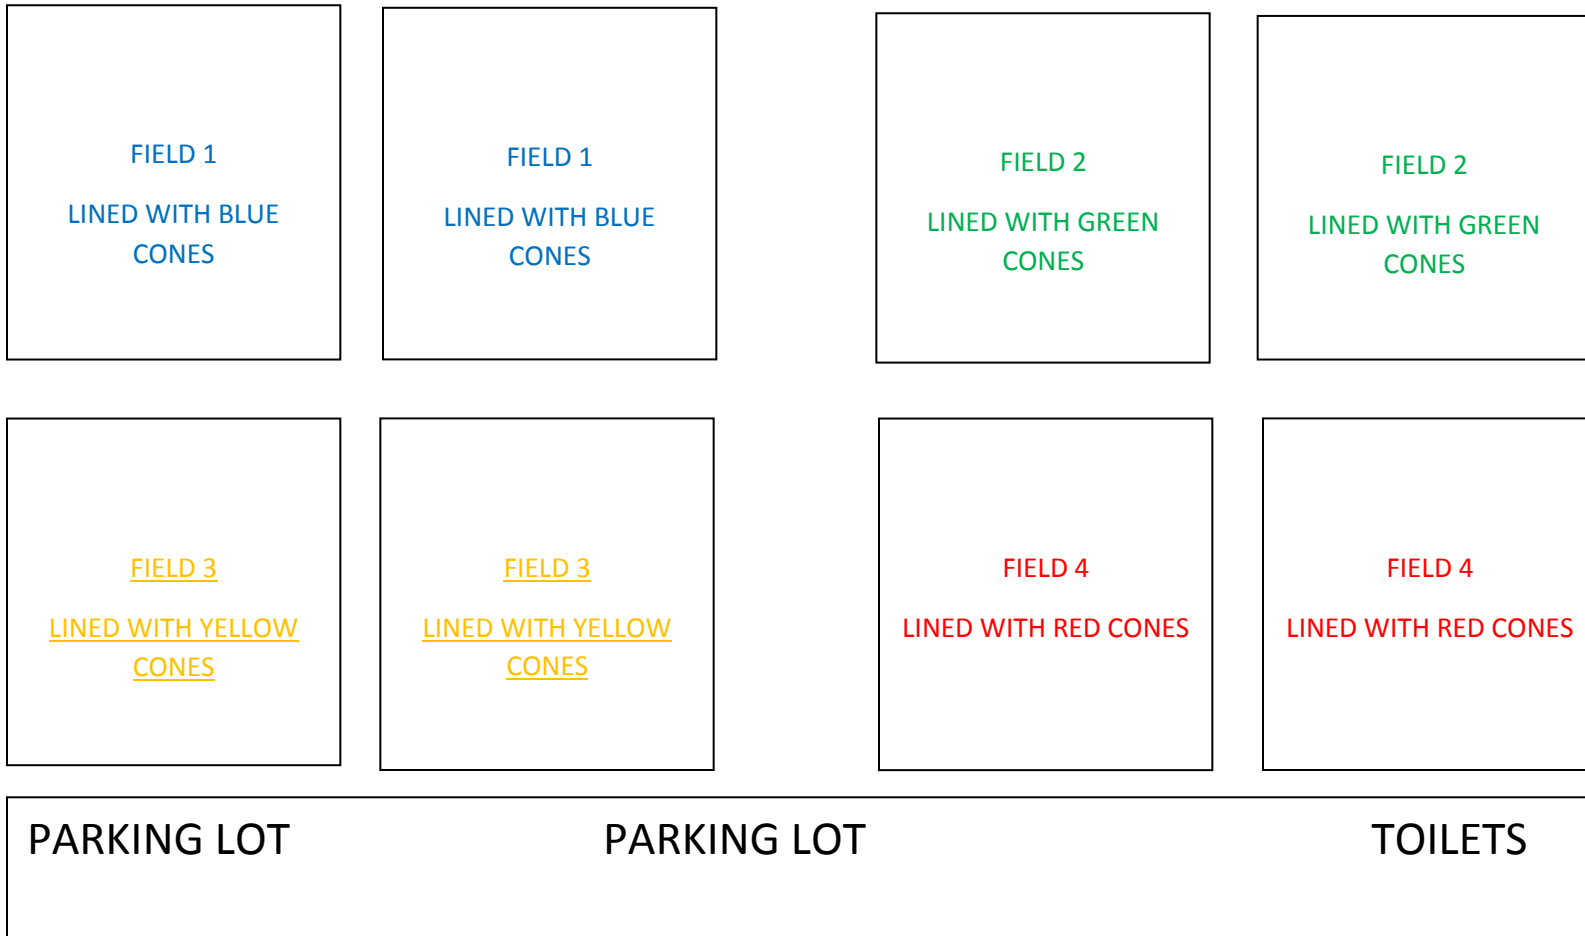 FIELD 1
LINED WITH BLUE
CONES
FIELD 1
LINED WITH BLUE
CONES
FIELD 2
LINED WITH GREEN
CONES
FIELD 2
LINED WITH GREEN
CONES
FIELD 3
LINED WITH YELLOW
CONES
FIELD 3
LINED WITH YELLOW
CONES
FIELD 4
LINED WITH RED CONES
FIELD 4
LINED WITH RED CONES
PARKING LOT PARKING LOT TOILETS